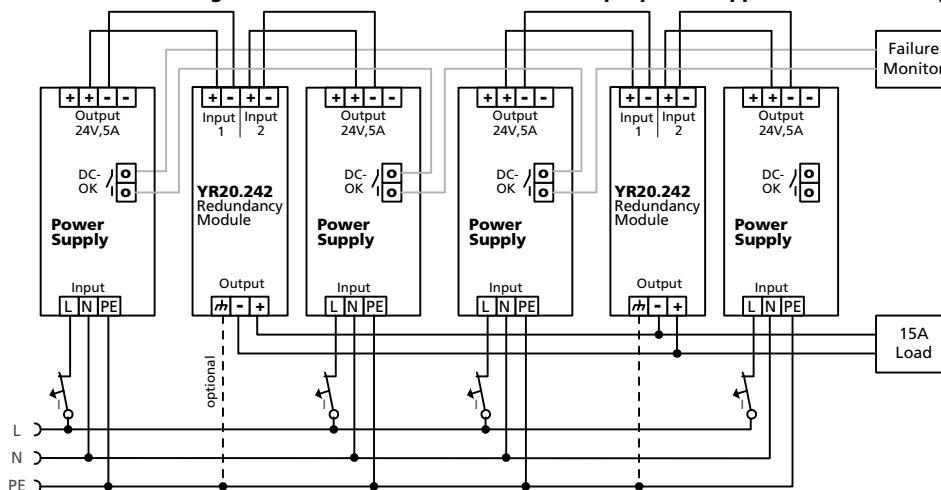 Failure
Monitor
+ + - -
Output
24V,5A
DC-
OK
Power
Supply
Input
L N PE
+ - + -
Input
1
Input
2
YR20.242
Redundancy
Module
Output
- +
+ + - -
Output
24V,5A
DC-
OK
Power
Supply
Input
L N PE
+ + - -
Output
24V,5A
DC-
OK
Power
Supply
Input
L N PE
+ - + -
Input
1
Input
2
YR20.242
Redundancy
Module
Output
- +
+ + - -
Output
24V,5A
DC-
OK
Power
Supply
Input
L N PE
15A
Load
optional
I
I
I
I
L
N
PE